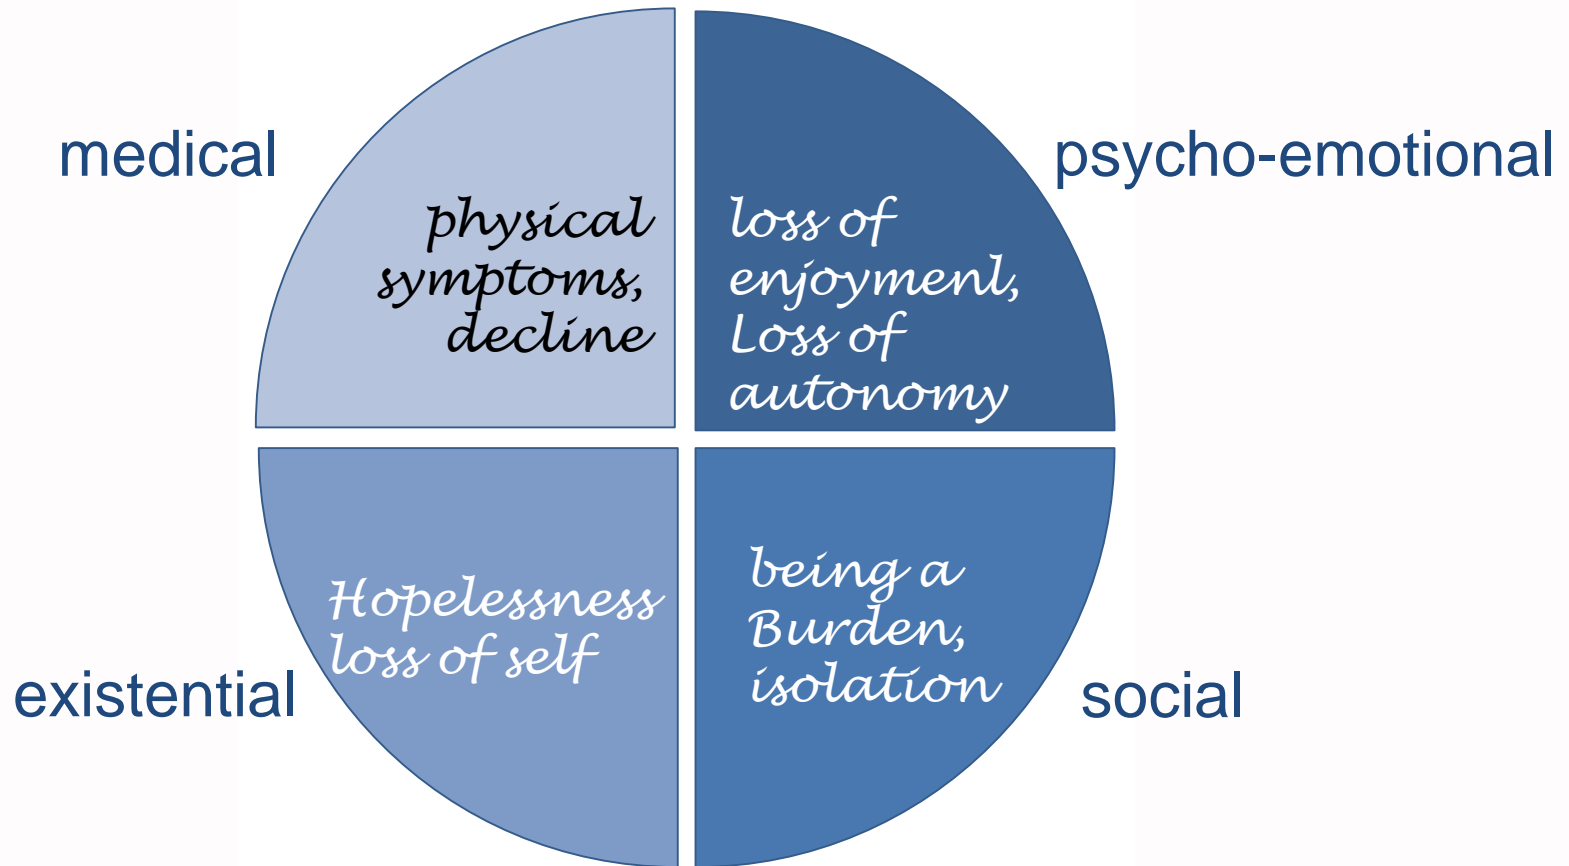 medical
physical
symptoms,
decline
psycho-emotional
loss of
enjoyment,
Loss of
autonomy
existential
Hopelessness
loss of self
being a
Burden,
isolation
social